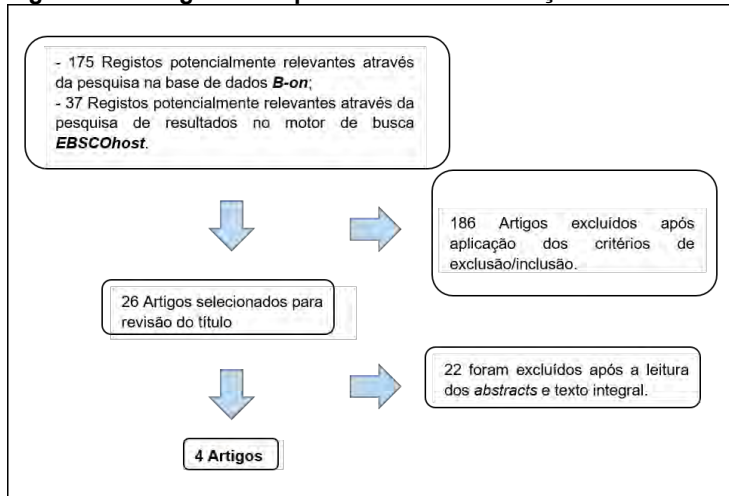 - 175 Registos potencialmente relevantes através
da pesquisa na base de dados B-on;
- 37 Registos potencialmente relevantes através da
pesquisa de resultados no motor de busca
EBSCOhost.
186 Artigos excluídos após
aplicação dos critérios de
exclusão/inclusão.
26 Artigos selecionados para
revisão do título
22 foram excluídos após a leitura
dos abstracts e texto integral.
4 Artigos